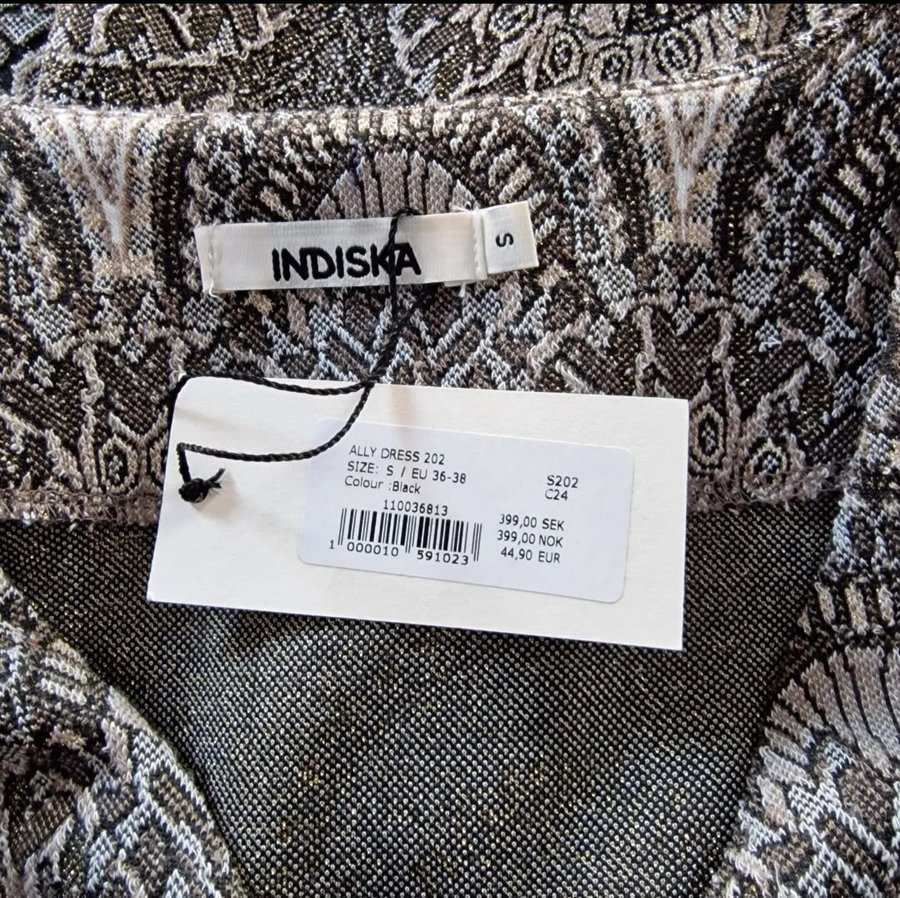 INDISKA
S
ALLY DRESS 202
SIZE: S / EU 36-38
Colour :Black
S202
C24
110036813
1 000010 591023
399,00 SEK
399,00 NOK
44,90 EUR